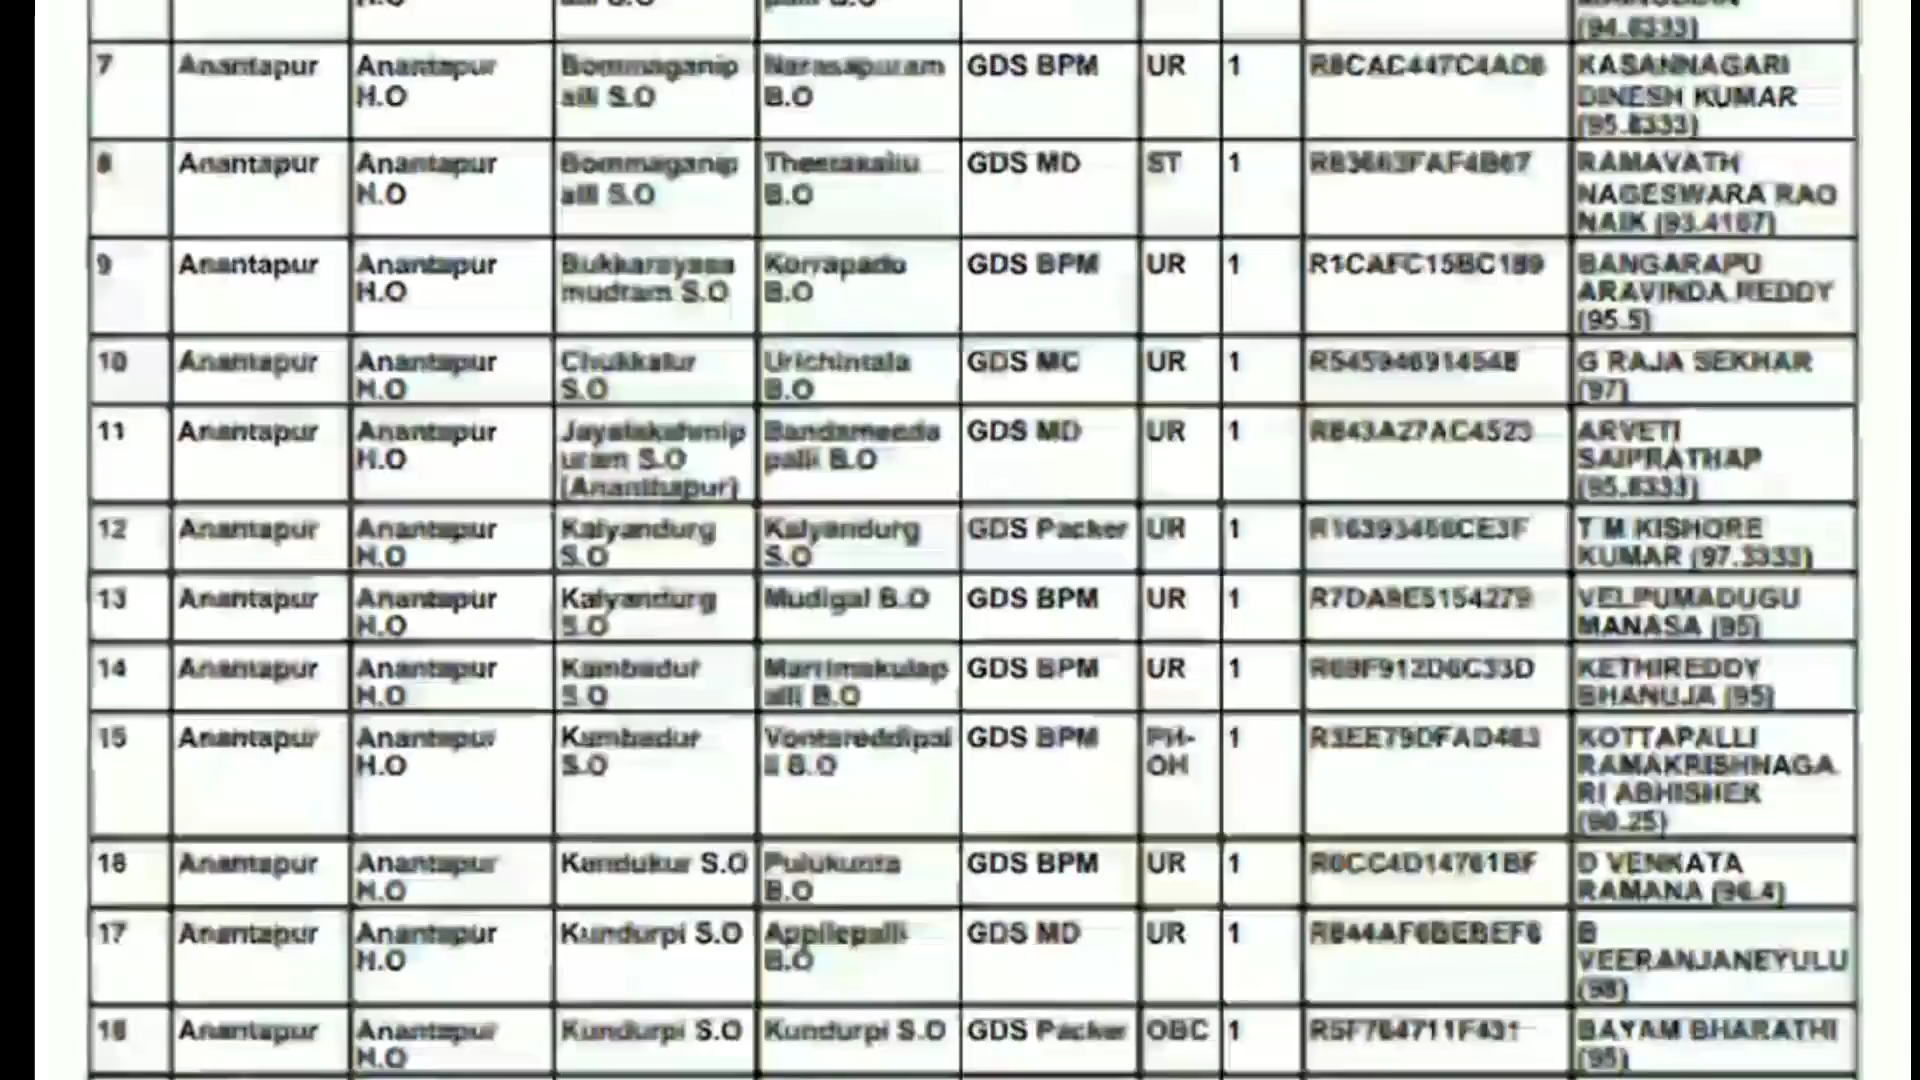 (94.8333)
7 Anantapur Anantapur H.O Bommaganipalli S.O Narasapuram B.O GDS BPM UR 1 KASANNAGARI DINESH KUMAR (95.8333)
8 Anantapur Anantapur H.O Bommaganipalli S.O B.O GDS MD ST 1 RAMAVATH NAGESWARA RAO NAIK (93.4167)
9 Anantapur Anantapur H.O Bukkarayasamudram S.O Korrapadu B.O GDS BPM UR 1 R1CAFC15BC189 BANGARAPU ARAVINDA REDDY (95.5)
10 Anantapur Anantapur H.O Chukkalur S.O Urichintala B.O GDS MC UR 1 G RAJA SEKHAR (97)
11 Anantapur Anantapur H.O Jayalakshmipuram S.O (Ananthapur) Bandameedapalli B.O GDS MD UR 1 R843A27AC4523 ARVETI SAIPRATHAP (95.8333)
12 Anantapur Anantapur H.O Kalyandurg S.O Kalyandurg S.O GDS Packer UR 1 T M KISHORE KUMAR (97.3333)
13 Anantapur Anantapur H.O Kalyandurg S.O Mudigal B.O GDS BPM UR 1 VELPUMADUGU MANASA (95)
14 Anantapur Anantapur H.O Kambadur S.O B.O GDS BPM UR 1 KETHIREDDY BHANUJA (95)
15 Anantapur Anantapur H.O Kambadur S.O Vontareddipalli B.O GDS BPM PH-OH 1 KOTTAPALLI RAMAKRISHNAGARI ABHISHEK
16 Anantapur Anantapur H.O Kandukur S.O Pulukunta B.O GDS BPM UR 1 D VENKATA RAMANA
17 Anantapur Anantapur H.O Kundurpi S.O Appilepalli B.O GDS MD UR 1 B VEERANJANEYULU (98)
18 Anantapur Anantapur H.O Kundurpi S.O Kundurpi S.O GDS Packer OBC 1 BAYAM BHARATHI (95)